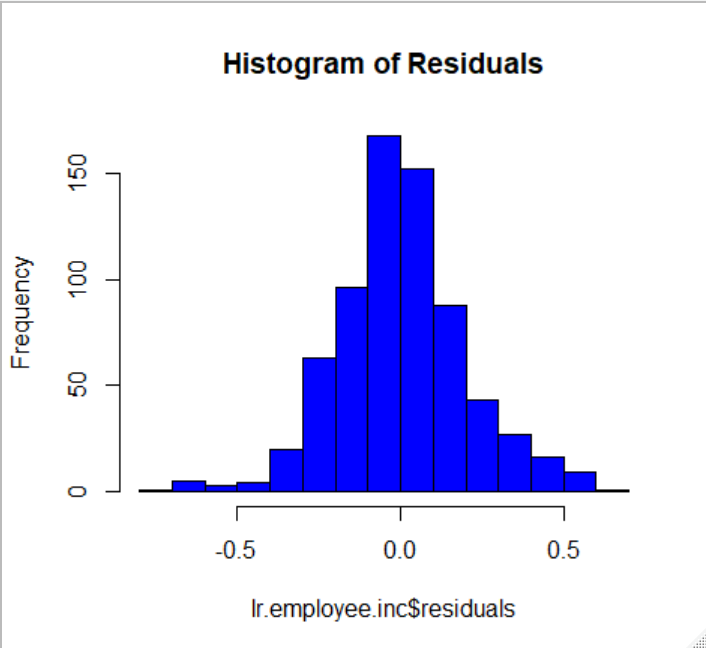 Histogram of Residuals
Frequency
150
100
50
0
-0.5 0.0 0.5
lr.employee.inc$residuals